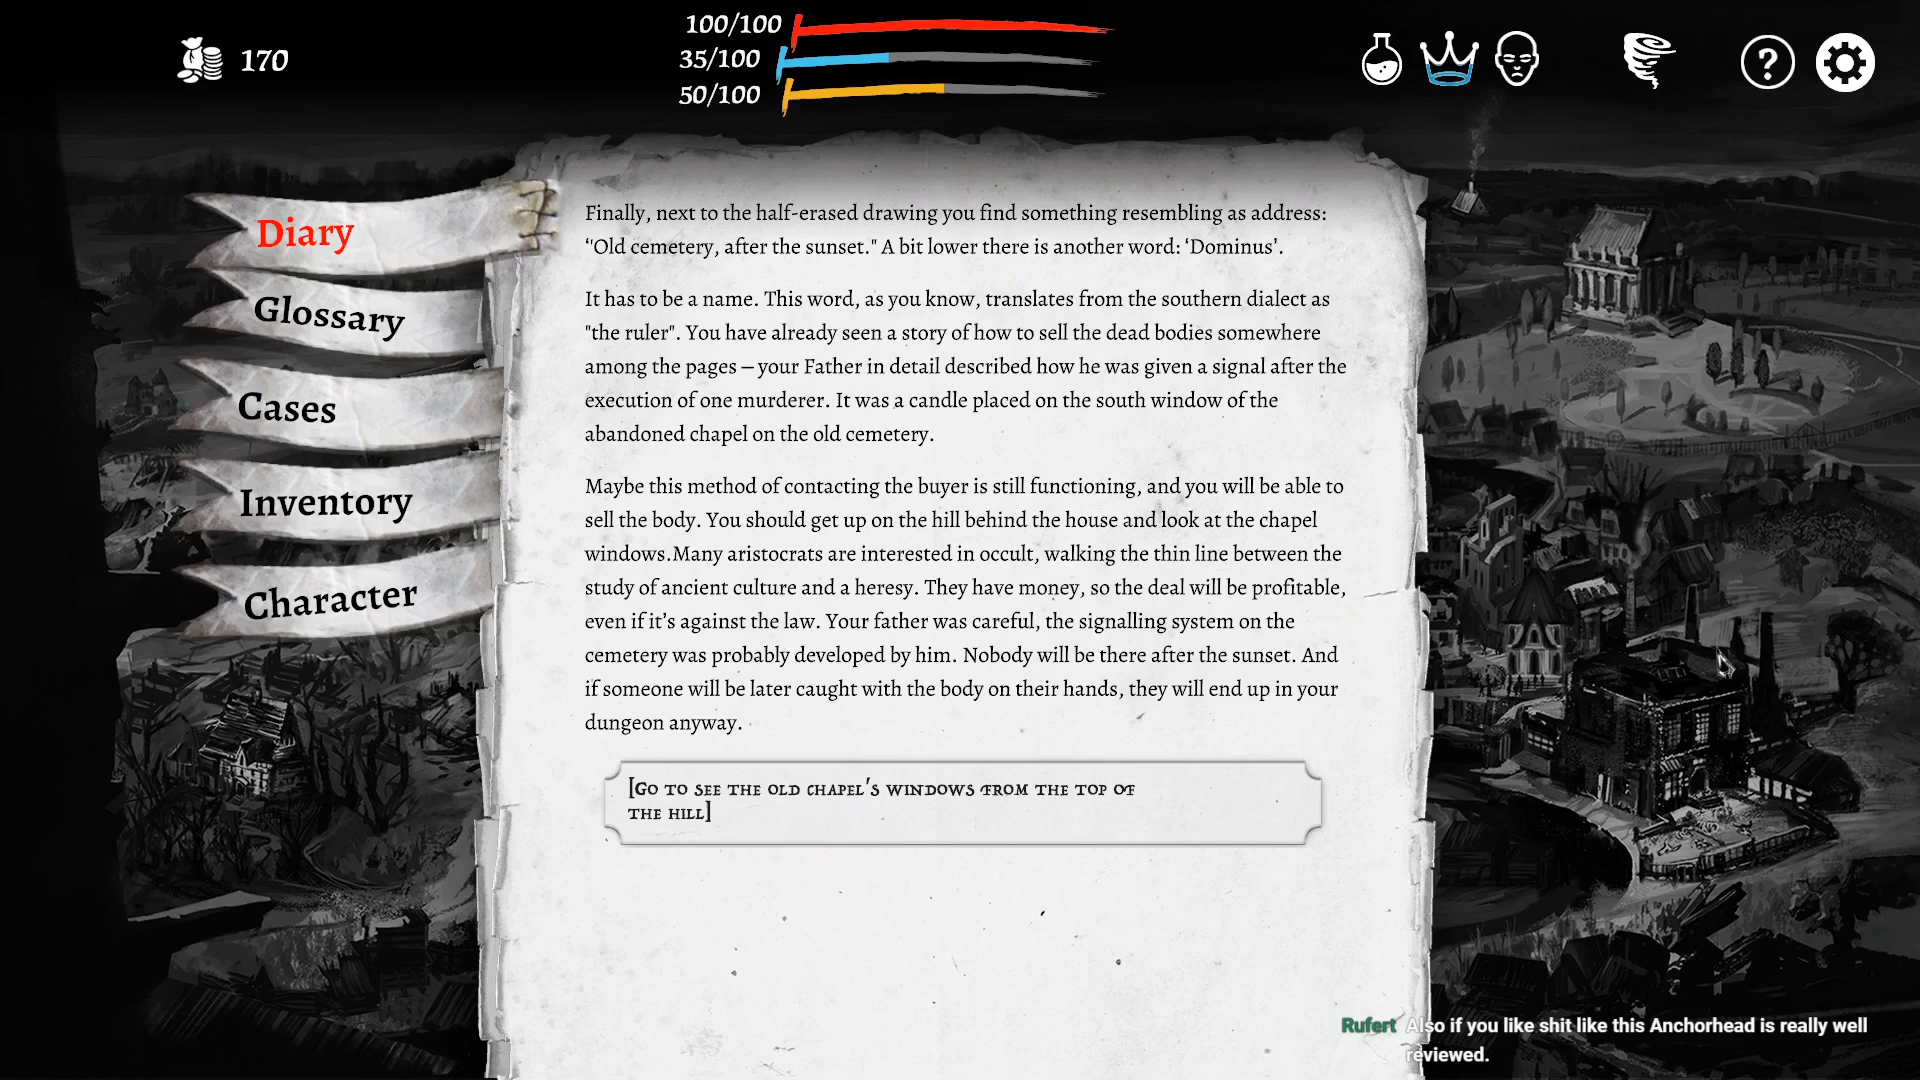 170
100/100
35/100
50/100
?
Diary
Glossary
Cases
Inventory
Character
Finally, next to the half-erased drawing you find something resembling as address:
‘'Old cemetery, after the sunset." A bit lower there is another word: ‘Dominus’.
It has to be a name. This word, as you know, translates from the southern dialect as
"the ruler". You have already seen a story of how to sell the dead bodies somewhere
among the pages – your Father in detail described how he was given a signal after the
execution of one murderer. It was a candle placed on the south window of the
abandoned chapel on the old cemetery.
Maybe this method of contacting the buyer is still functioning, and you will be able to
sell the body. You should get up on the hill behind the house and look at the chapel
windows.Many aristocrats are interested in occult, walking the thin line between the
study of ancient culture and a heresy. They have money, so the deal will be profitable,
even if it’s against the law. Your father was careful, the signalling system on the
cemetery was probably developed by him. Nobody will be there after the sunset. And
if someone will be later caught with the body on their hands, they will end up in your
dungeon anyway.
[Go to see the old chapel's windows from the top of
the hill]
Rufert Also if you like shit like this Anchorhead is really well
reviewed.